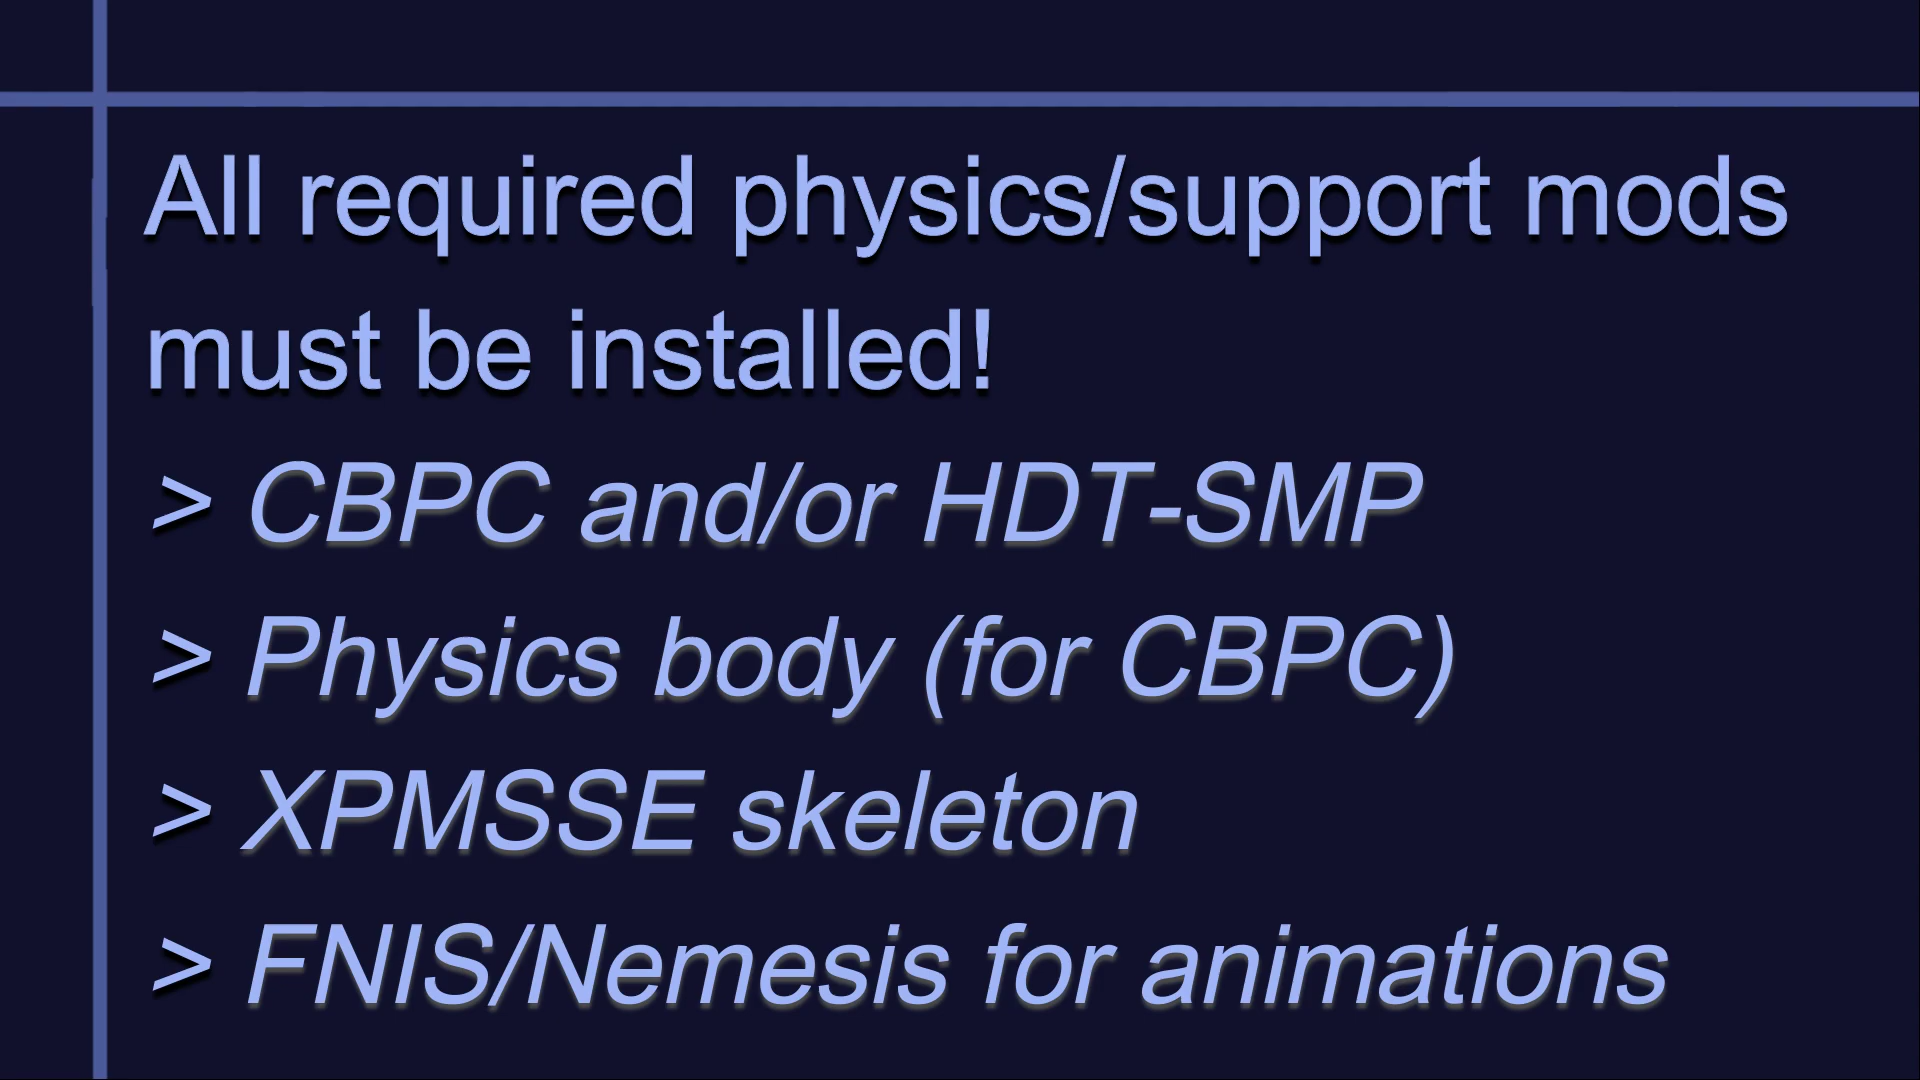 All required physics/support mods
must be installed!
> CBPC and/or HDT-SMP
> Physics body (for CBPC)
> XPMSSE skeleton
> FNIS/Nemesis for animations